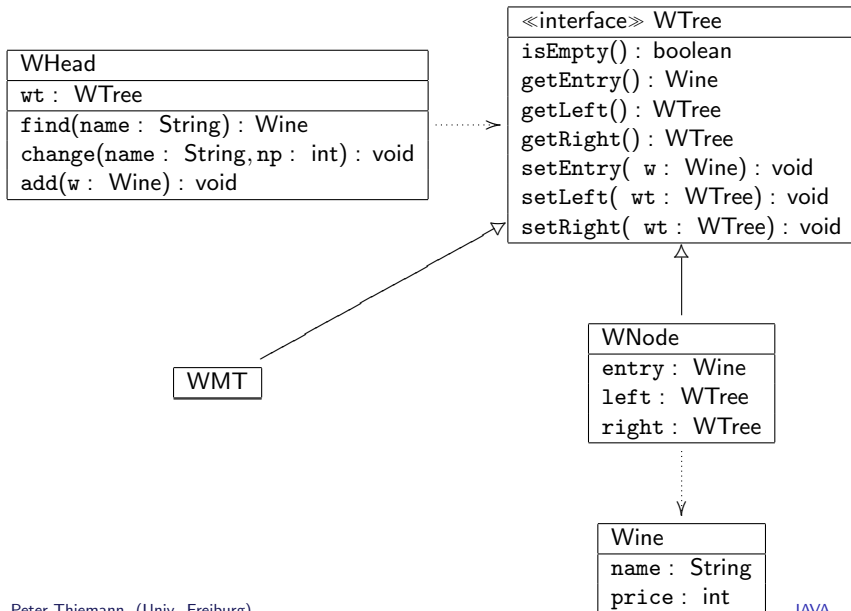 WHead
wt : WTree
find(name : String) : Wine
change(name : String, np : int) : void
add(w : Wine) : void
≪interface≫ WTree
isEmpty() : boolean
getEntry() : Wine
getLeft() : WTree
getRight() : WTree
setEntry( w : Wine) : void
setLeft( wt : WTree) : void
setRight( wt : WTree) : void
WMT
WNode
entry : Wine
left : WTree
right : WTree
Wine
name : String
price : int
Peter Thiemann (Univ. Freiburg)
JAVA